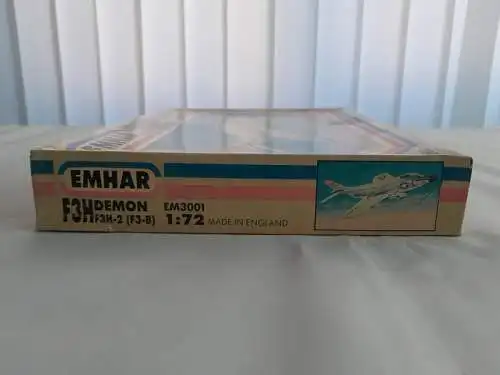 EMHAR
F3H DEMON EM3001
F3H-2 (F3-B) 1:72 MADE IN ENGLAND